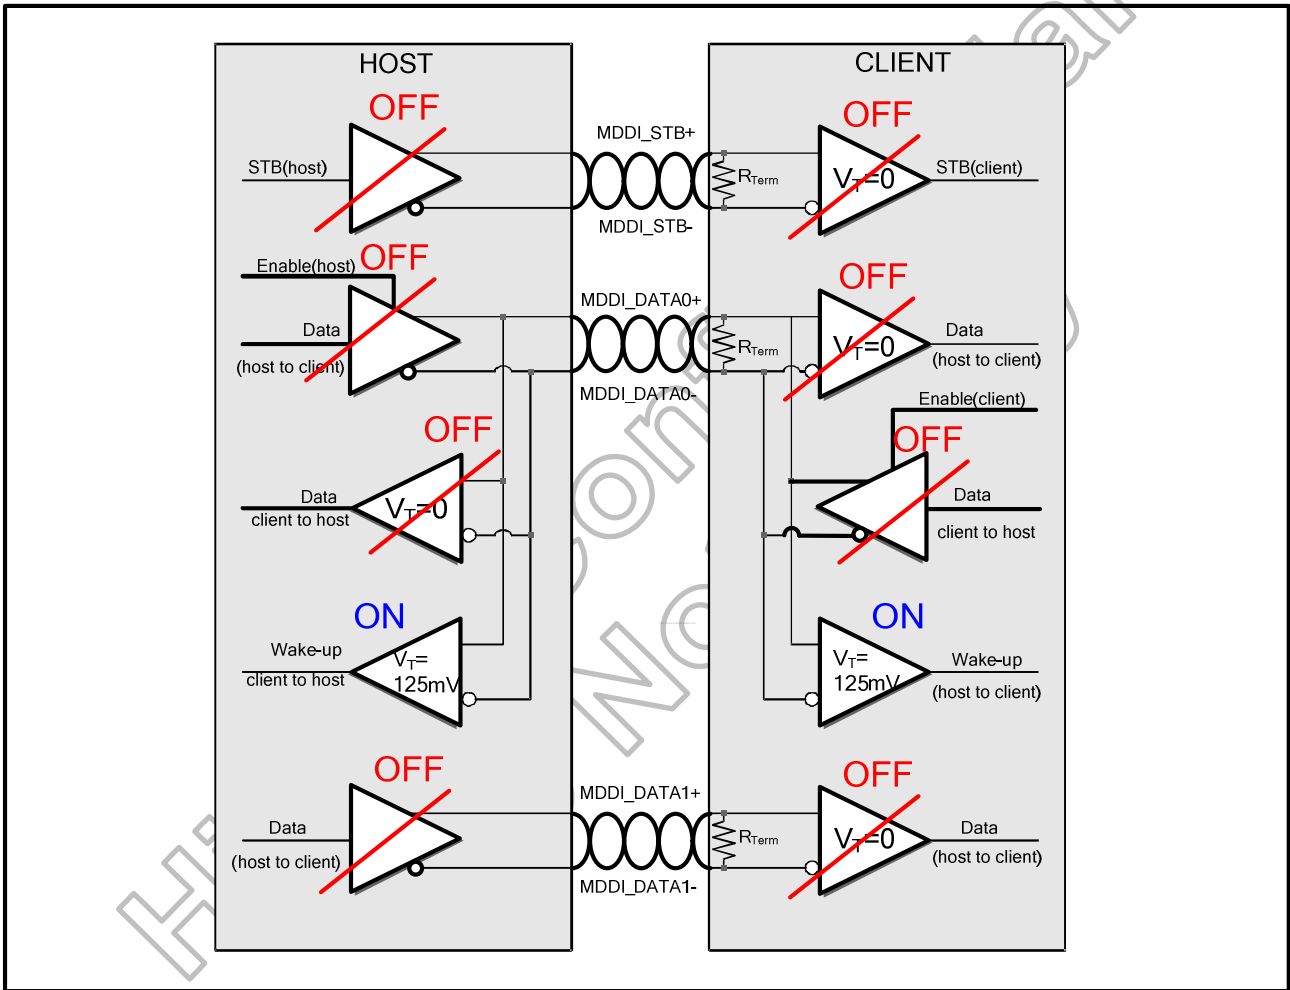 HOST
CLIENT
OFF
OFF
MDDI_STB+
STB(host)
RTerm
VT=0
STB(client)
MDDI_STB-
Enable(host)
OFF
OFF
MDDI_DATA0+
Data
(host to client)
RTerm
VT=0
Data
(host to client)
MDDI_DATA0-
Enable(client)
OFF
OFF
Data
client to host
VT=0
Data
client to host
ON
ON
Wake-up
client to host
VT=
125mV
VT=
125mV
Wake-up
(host to client)
OFF
OFF
MDDI_DATA1+
Data
(host to client)
RTerm
VT=0
Data
(host to client)
MDDI_DATA1-